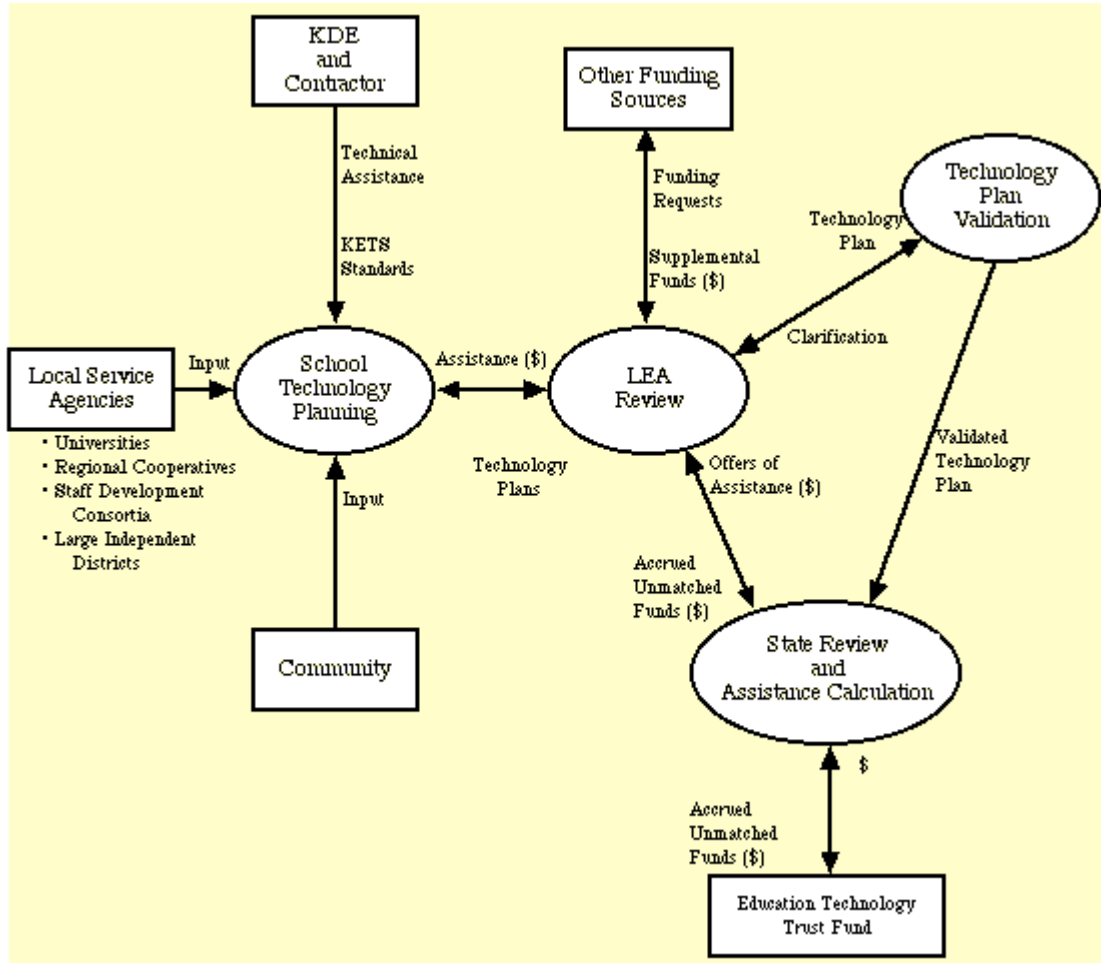 KDE
and
Contractor
Other Funding
Sources
Technical
Assistance
Funding
Requests
Technology
Plan
Validation
Technology
Plan
KETS
Standards
Supplemental
Funds ($)
Clarification
Local Service
Agencies
Input
School
Technology
Planning
Assistance ($)
LEA
Review
• Universities
• Regional Cooperatives
• Staff Development
Consortia
• Large Independent
Districts
Input
Technology
Plans
Offers of
Assistance ($)
Validated
Technology
Plan
Accrued
Unmatched
Funds ($)
Community
State Review
and
Assistance Calculation
$
Accrued
Unmatched
Funds ($)
Education Technology
Trust Fund